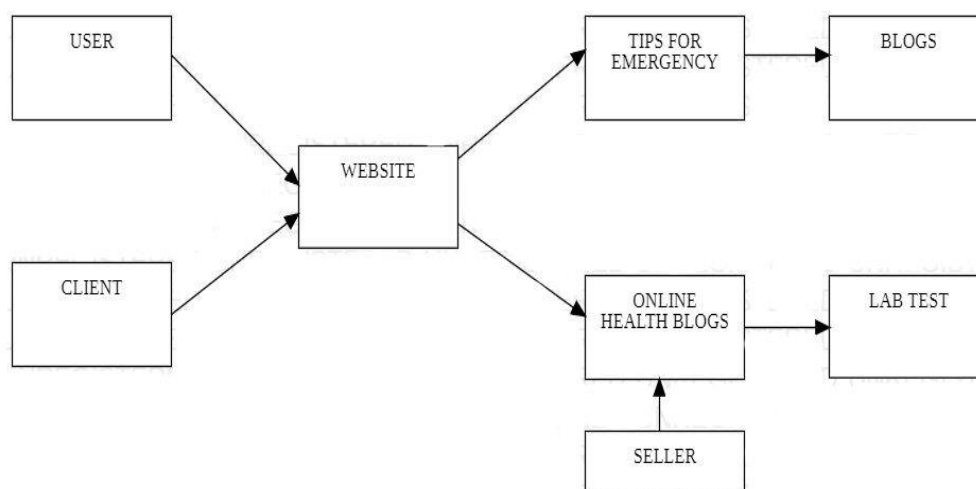 USER
TIPS FOR
EMERGENCY
BLOGS
WEBSITE
CLIENT
ONLINE
HEALTH BLOGS
LAB TEST
SELLER